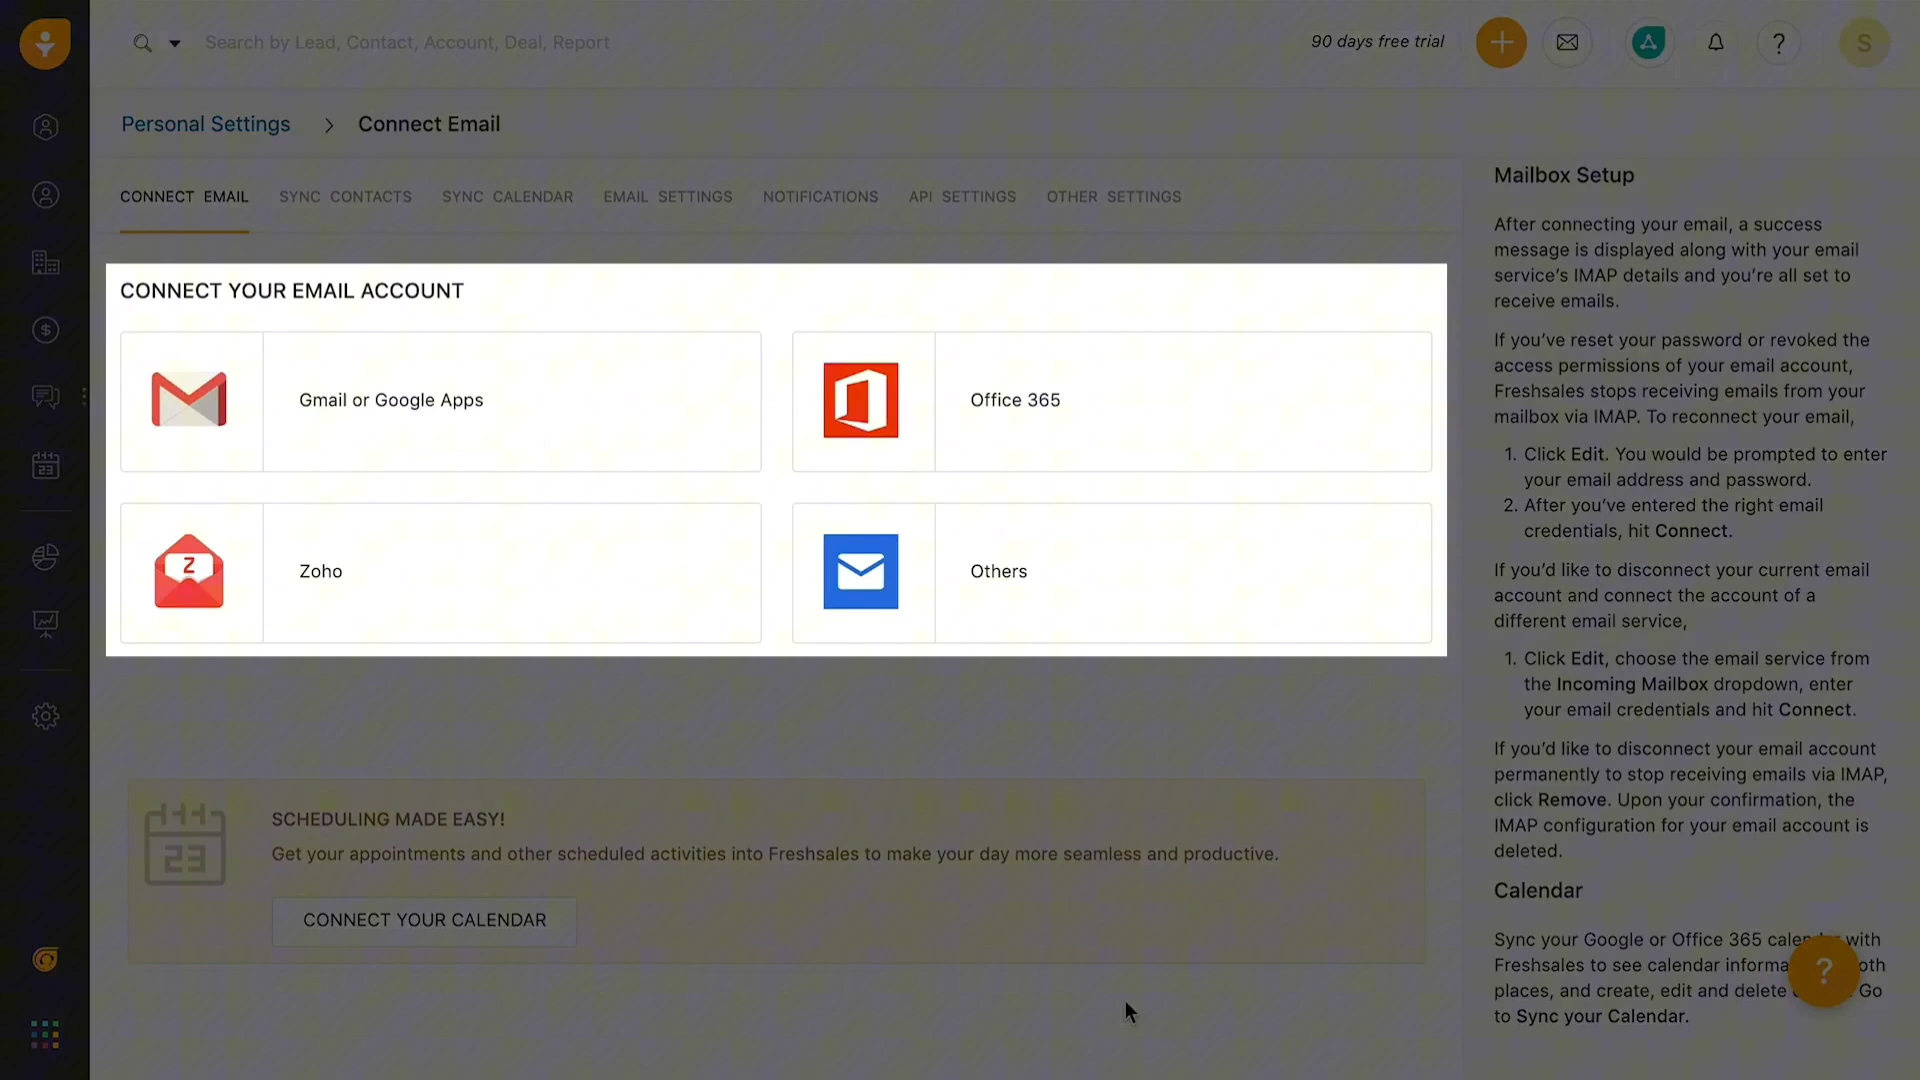 Search by Lead, Contact, Account, Deal, Report
90 days free trial
?
S
Personal Settings > Connect Email
CONNECT EMAIL
SYNC CONTACTS
SYNC CALENDAR
EMAIL SETTINGS
NOTIFICATIONS
API SETTINGS
OTHER SETTINGS
CONNECT YOUR EMAIL ACCOUNT
Gmail or Google Apps
Office 365
Z
Zoho
Others
23
SCHEDULING MADE EASY!
Get your appointments and other scheduled activities into Freshsales to make your day more seamless and productive.
23
CONNECT YOUR CALENDAR
Mailbox Setup
After connecting your email, a success
message is displayed along with your email
service's IMAP details and you're all set to
receive emails.
If you've reset your password or revoked the
access permissions of your email account,
Freshsales stops receiving emails from your
mailbox via IMAP. To reconnect your email,
1. Click Edit. You would be prompted to enter
your email address and password.
2. After you've entered the right email
credentials, hit Connect.
If you'd like to disconnect your current email
account and connect the account of a
different email service,
1. Click Edit, choose the email service from
the Incoming Mailbox dropdown, enter
your email credentials and hit Connect.
If you'd like to disconnect your email account
permanently to stop receiving emails via IMAP,
click Remove. Upon your confirmation, the
IMAP configuration for your email account is
deleted.
Calendar
Sync your Google or Office 365 with
Freshsales to see calendar
places, and create, edit and delete Go
to Sync your Calendar.
?